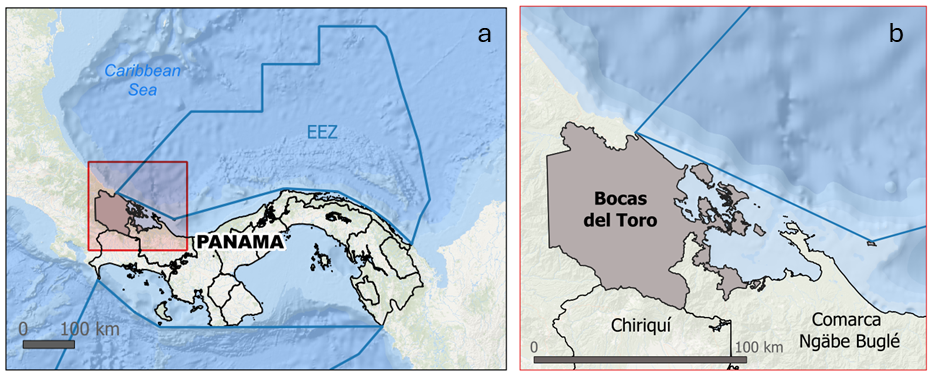 a
Caribbean
Sea
EEZ
PANAMA
0 100 km
b
Bocas
del Toro
Chiriquí
Comarca
Ngäbe Buglé
0 100 km